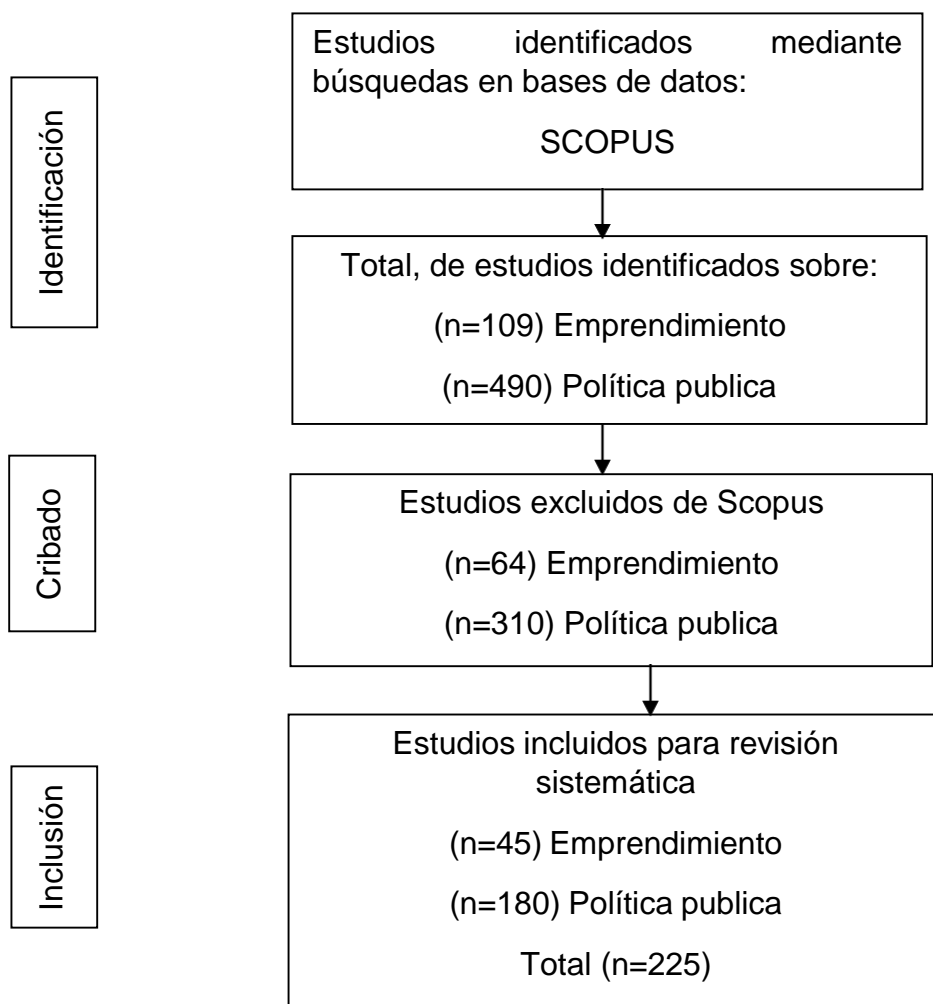 Identificación
Estudios identificados mediante
búsquedas en bases de datos:
SCOPUS
Total, de estudios identificados sobre:
(n=109) Emprendimiento
(n=490) Política publica
Cribado
Estudios excluidos de Scopus
(n=64) Emprendimiento
(n=310) Política publica
Inclusión
Estudios incluidos para revisión
sistemática
(n=45) Emprendimiento
(n=180) Política publica
Total (n=225)